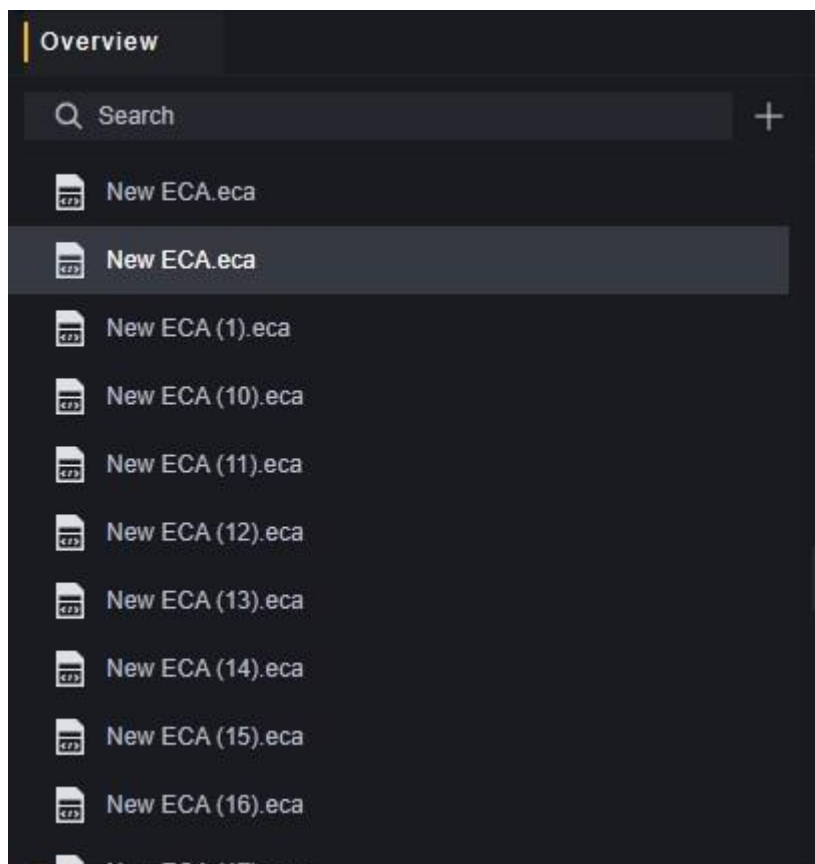 Overview
Search
New ECA.eca
New ECA.eca
New ECA (1).eca
New ECA (10).eca
New ECA (11).eca
New ECA (12).eca
New ECA (13).eca
New ECA (14).eca
New ECA (15).eca
New ECA (16).eca